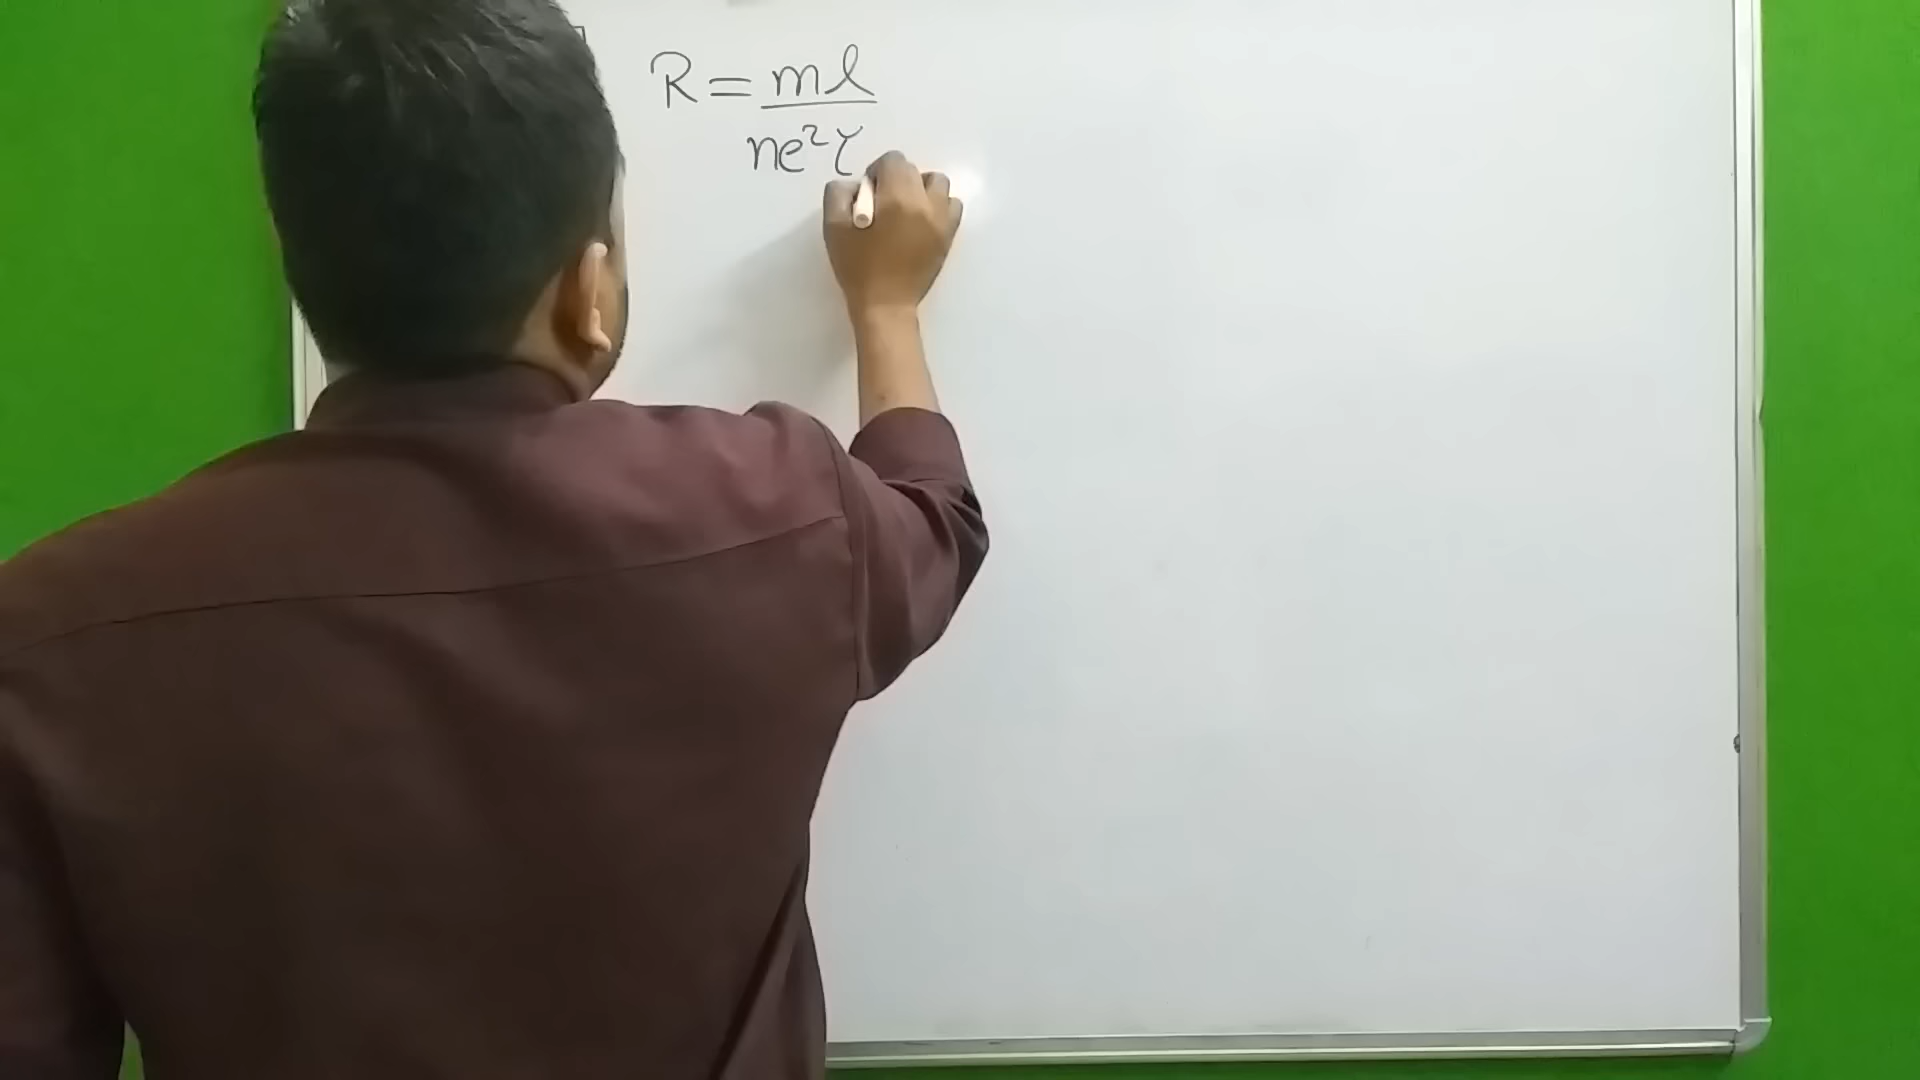 R = ml
ne²τ